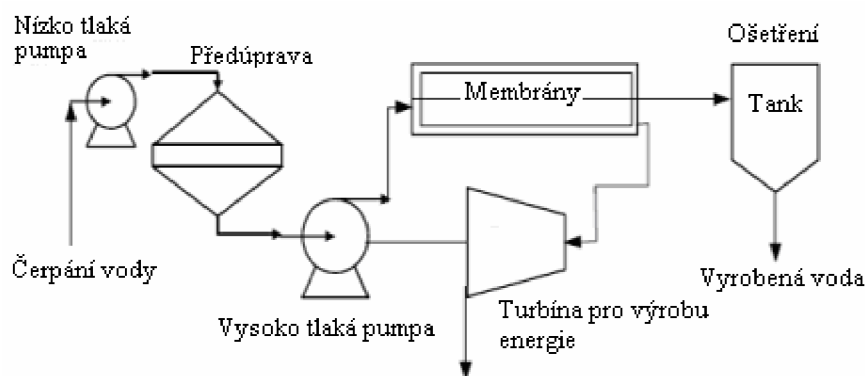 Nízko tlaká
pumpa
Předúprava
Ošetření
Membrány
Tank
Čerpání vody
Vysoko tlaká pumpa
Turbína pro výrobu
energie
Vyrobená voda